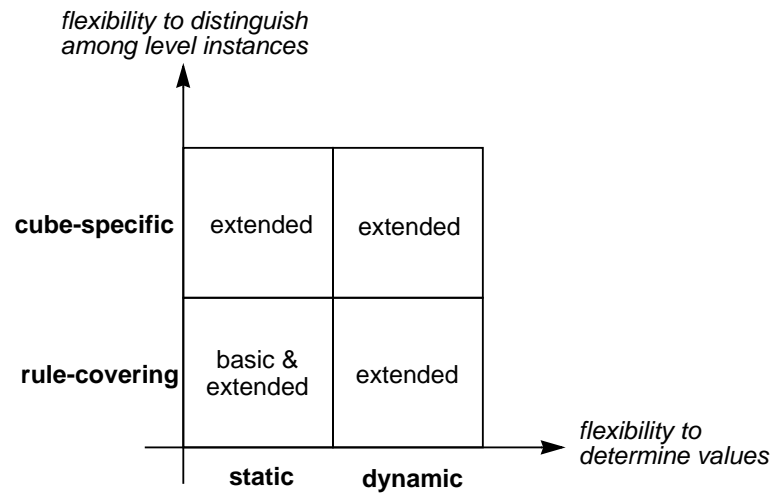 flexibility to distinguish
among level instances
cube-specific
extended
extended
rule-covering
basic &
extended
extended
flexibility to
determine values
static
dynamic